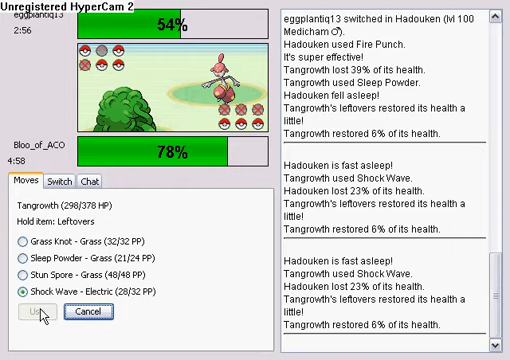 Unregistered HyperCam 2
eggplantiq13
2:56
54%
Bloo_of_ACO
4:58
78%
Moves
Switch
Chat
Tangrowth (298/378 HP)
Hold item: Leftovers
Grass Knot - Grass (32/32 PP)
Sleep Powder - Grass (21/24 PP)
Stun Spore - Grass (48/48 PP)
Shock Wave - Electric (28/32 PP)
Cancel
eggplantiq13 switched in Hadouken (lvl 100
Medicham ♂).
Hadouken used Fire Punch.
It's super effective!
Tangrowth lost 39% of its health.
Tangrowth used Sleep Powder.
Hadouken fell asleep!
Tangrowth's leftovers restored its health a
little!
Tangrowth restored 6% of its health.
Hadouken is fast asleep!
Tangrowth used Shock Wave.
Hadouken lost 23% of its health.
Tangrowth's leftovers restored its health a
little!
Tangrowth restored 6% of its health.
Hadouken is fast asleep!
Tangrowth used Shock Wave.
Hadouken lost 23% of its health.
Tangrowth's leftovers restored its health a
little!
Tangrowth restored 6% of its health.